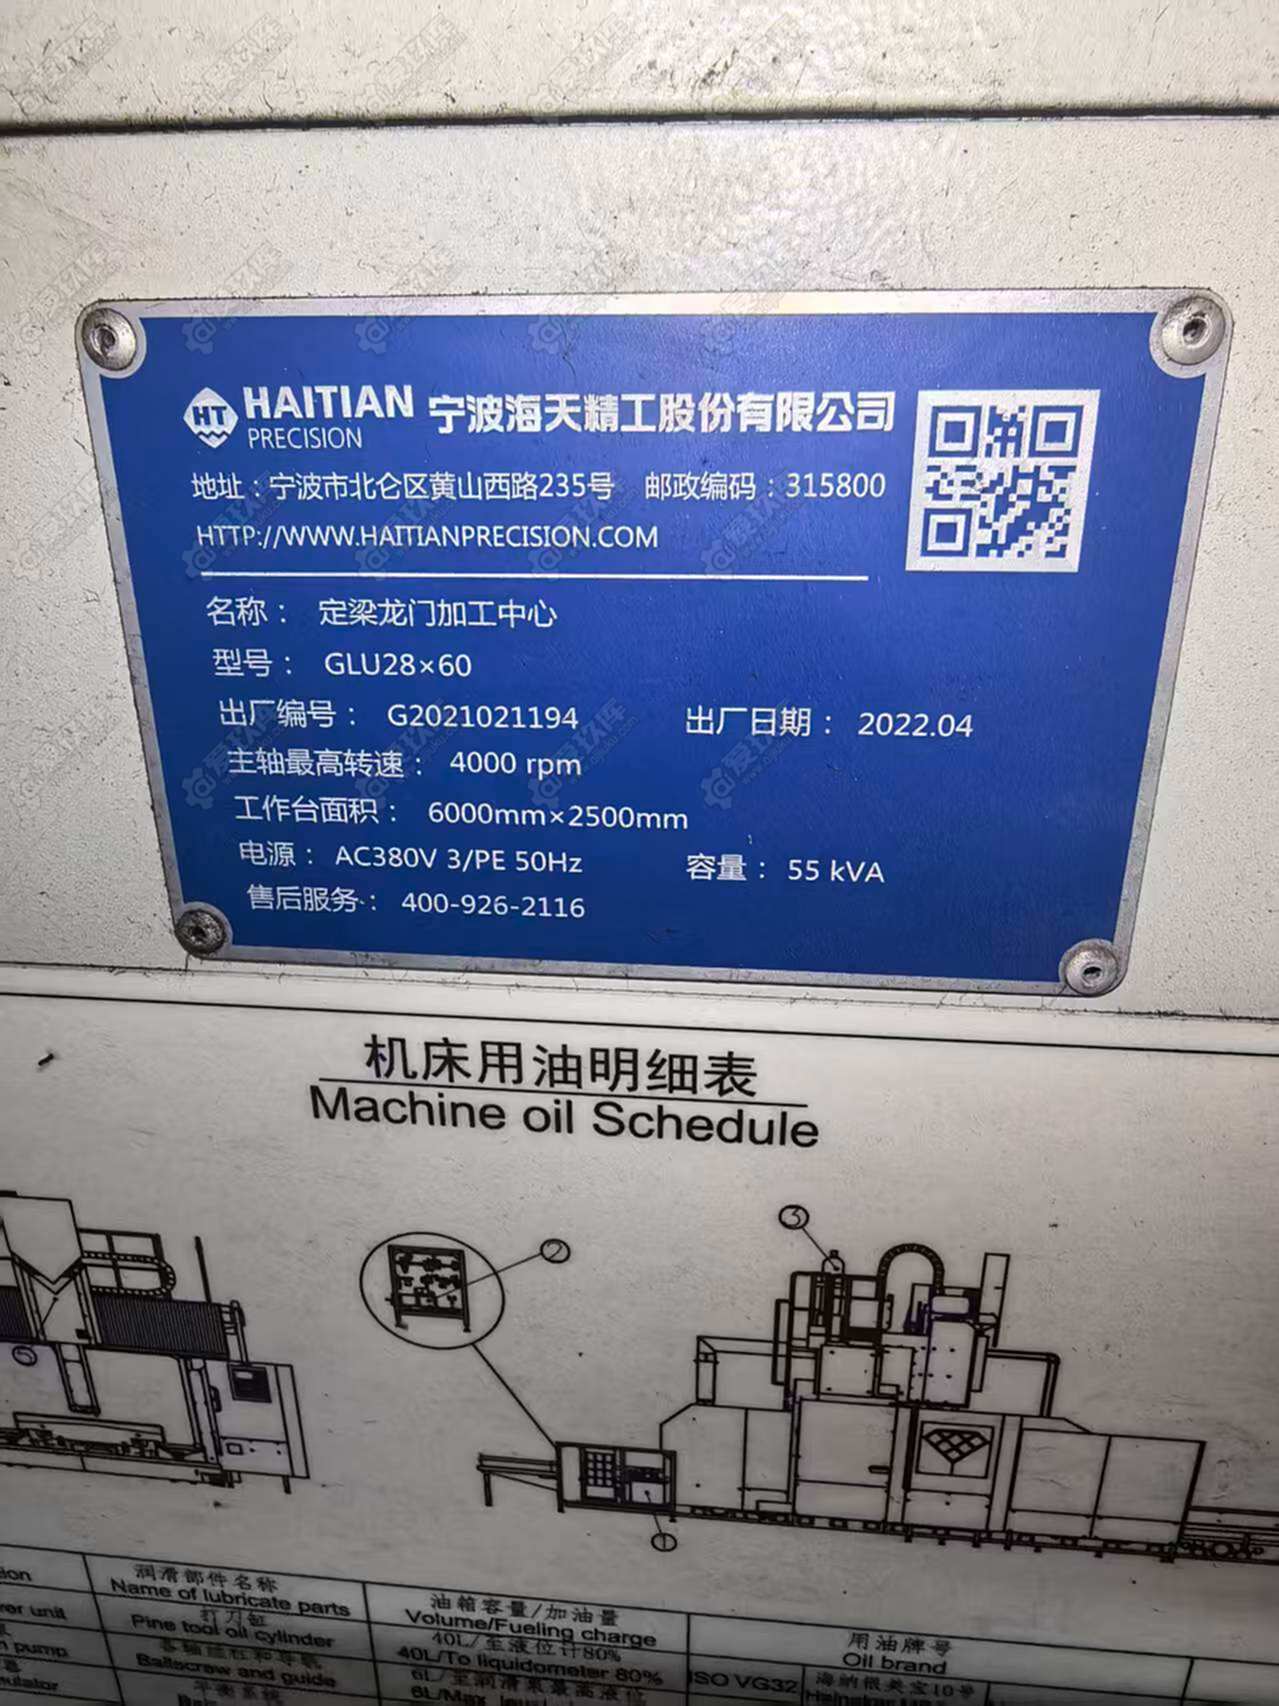 HT HAITIAN PRECISION 宁波海天精工股份有限公司
地址：宁波市北仑区黄山西路235号 邮政编码：315800
HTTP://WWW.HAITIANPRECISION.COM
名称： 定梁龙门加工中心
型号： GLU28×60
出厂编号： G2021021194 出厂日期： 2022.04
主轴最高转速： 4000 rpm
工作台面积： 6000mm×2500mm
电源： AC380V 3/PE 50Hz 容量： 55 kVA
售后服务： 400-926-2116
机床用油明细表
Machine oil Schedule
③
②
⑤
①
润滑部件名称
Name of lubricate parts
油箱容量/加油量
Volume/Fueling charge
用油牌号
Oil brand
打刀缸
Pine tool oil cylinder
40L/至液位计80%
40L/To liquidometer 80%
ISO VG32
Ballscrew and guide